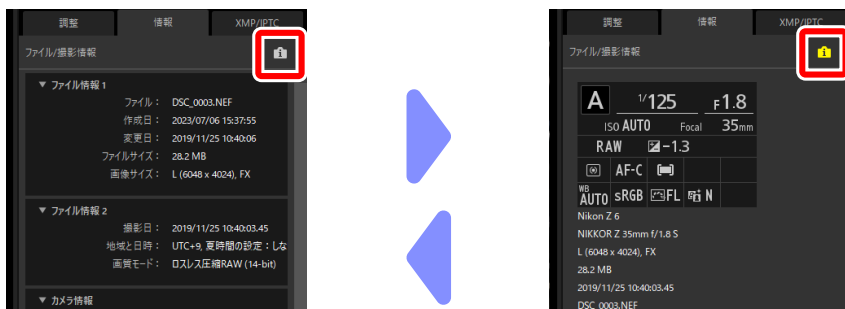 調整 情報 XMP/IPTC
ファイル/撮影情報
▼ ファイル情報 1
ファイル： DSC_0003.NEF
作成日： 2023/07/06 15:37:55
変更日： 2019/11/25 10:40:06
ファイルサイズ： 28.2 MB
画像サイズ： L (6048 x 4024), FX
▼ ファイル情報 2
撮影日： 2019/11/25 10:40:03.45
地域と日時： UTC+9, 夏時間の設定：しな
画質モード： ロスレス圧縮RAW (14-bit)
▼ カメラ情報
調整 情報 XMP/IPTC
ファイル/撮影情報
A 1/125 F1.8
ISO AUTO Focal 35mm
RAW -1.3
AF-C
WB AUTO sRGB FL N
Nikon Z 6
NIKKOR Z 35mm f/1.8 S
L (6048 x 4024), FX
28.2 MB
2019/11/25 10:40:03.45
DSC_0003.NEF